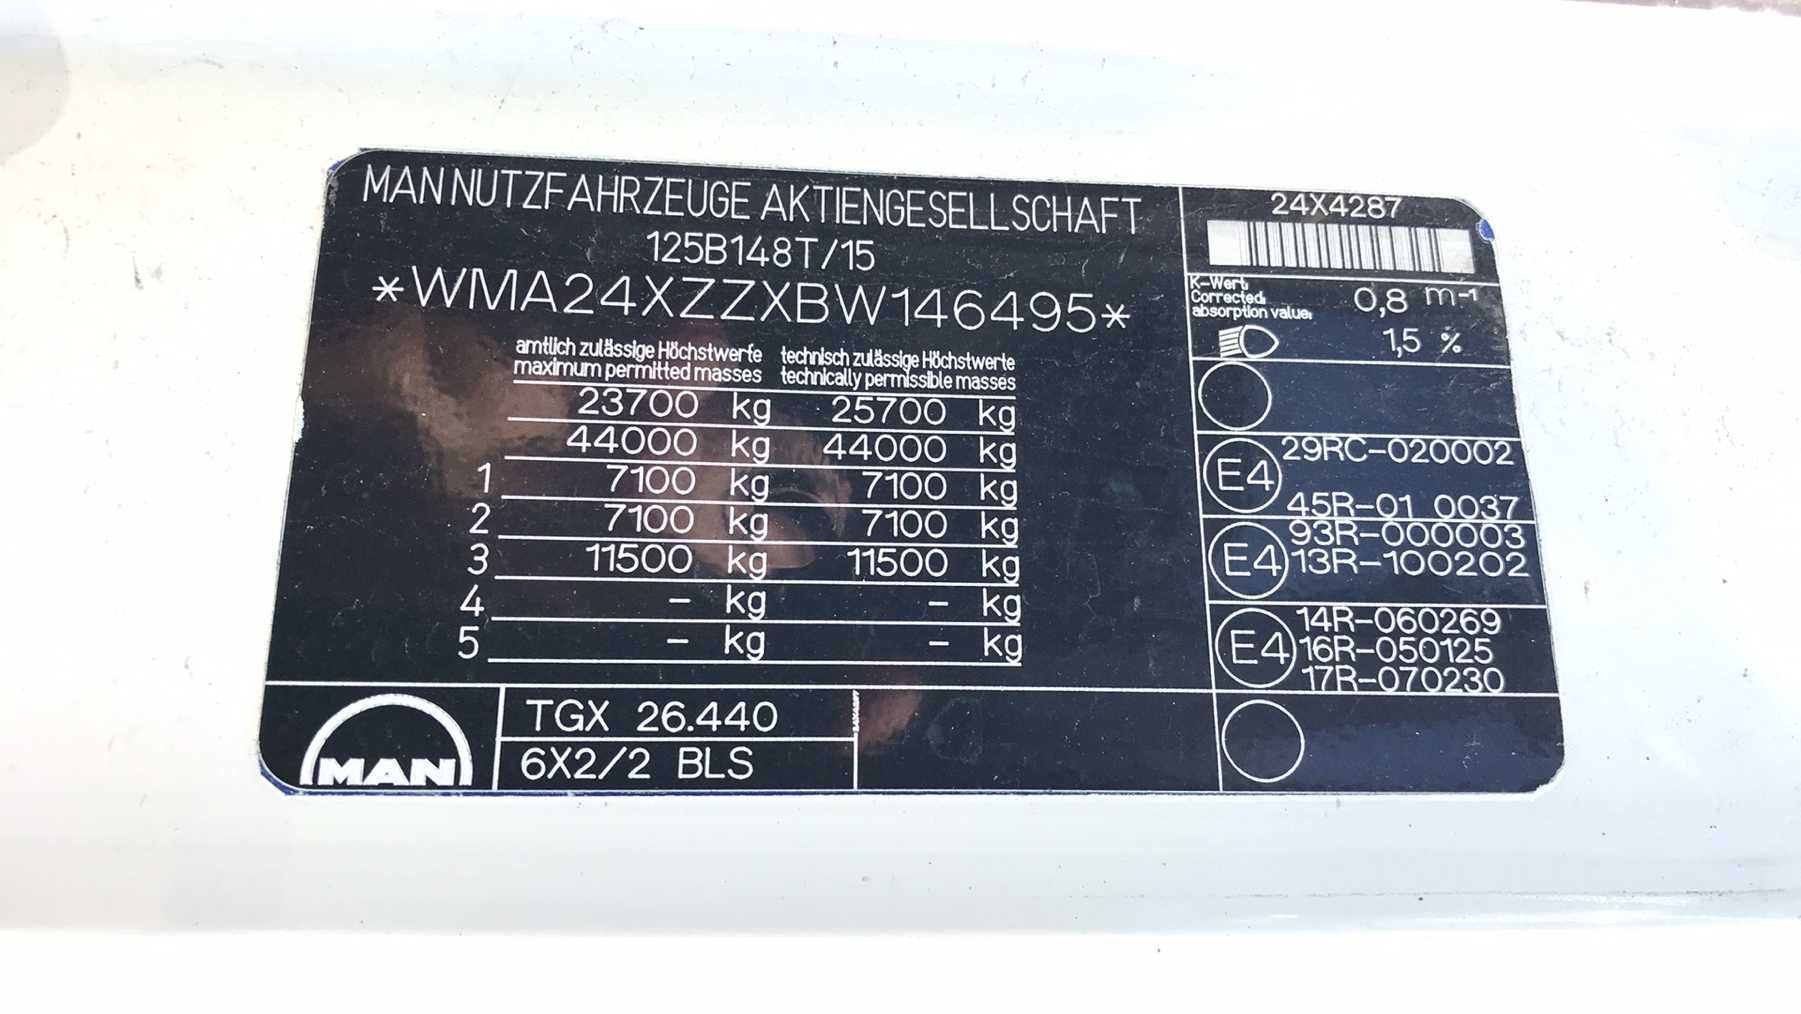 MAN NUTZFAHRZEUGE AKTIENGESELLSCHAFT
125B148T/15
*WMA24XZZXBW146495*
amtlich zulässige Höchstwerte technisch zulässige Höchstwerte
maximum permitted masses technically permissible masses
23700 kg 25700 kg
44000 kg 44000 kg
1 7100 kg 7100 kg
2 7100 kg 7100 kg
3 11500 kg 11500 kg
4 - kg - kg
5 - kg - kg
MAN
TGX 26.440
6X2/2 BLS
24X4287
K-Wert
Corrected
absorption value
0,8 m-1
1,5 %
E4
29RC-020002
45R-01 0037
E4
93R-000003
13R-100202
E4
14R-060269
16R-050125
17R-070230